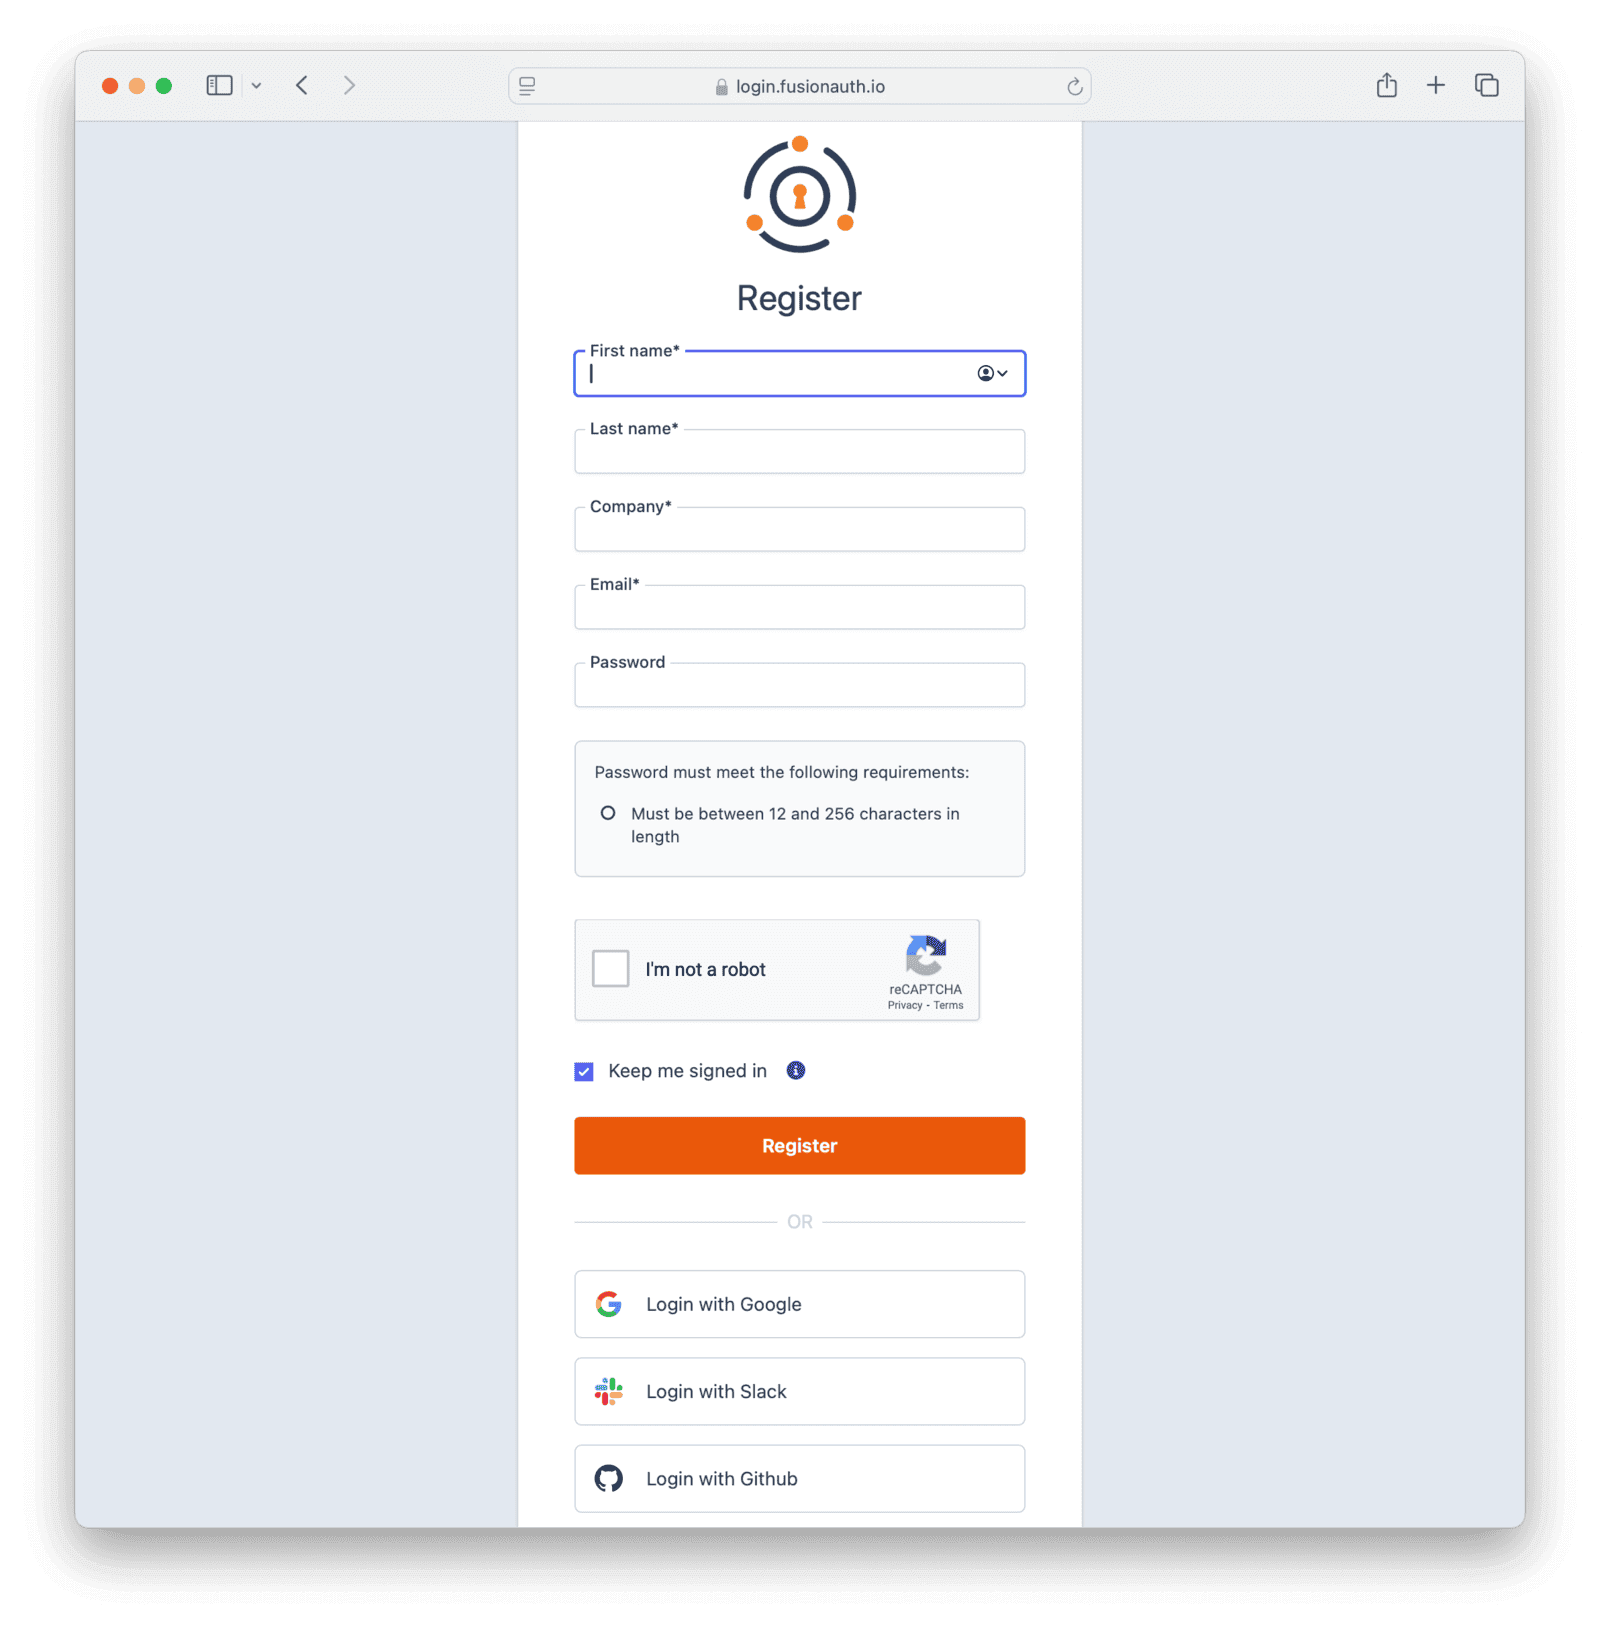 login.fusionauth.io
Register
First name*
Last name*
Company*
Email*
Password
Password must meet the following requirements:
Must be between 12 and 256 characters in
length
I'm not a robot
reCAPTCHA
Privacy - Terms
Keep me signed in
Register
OR
Login with Google
Login with Slack
Login with Github